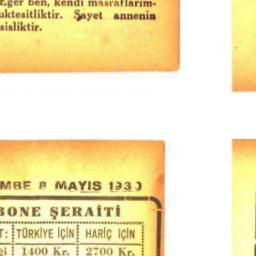 Eğer ben, kendi masraflarım-
uktesitliktir. Şayet annenin
sisliktir.
MBE 8 MAYIS 1930
BONE ŞERAİTİ
T: TÜRKİYE İÇİN HARİÇ İÇİN
ği 1400 Kr. 2700 Kr.